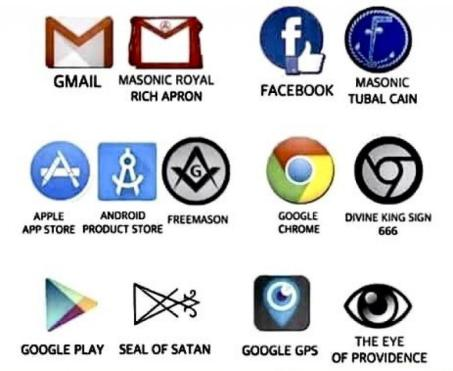 GMAIL
MASONIC ROYAL
RICH APRON
FACEBOOK
MASONIC
TUBAL CAIN
G
APPLE
APP STORE
ANDROID
PRODUCT STORE
FREEMASON
GOOGLE
CHROME
DIVINE KING SIGN
666
GOOGLE PLAY
SEAL OF SATAN
GOOGLE GPS
THE EYE
OF PROVIDENCE